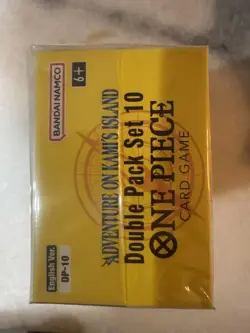 BANDAI NAMCO
6+
ADVENTURE ON KAMI'S ISLAND
Double Pack Set 10
ONE PIECE
CARD GAME
English Ver.
DP-10